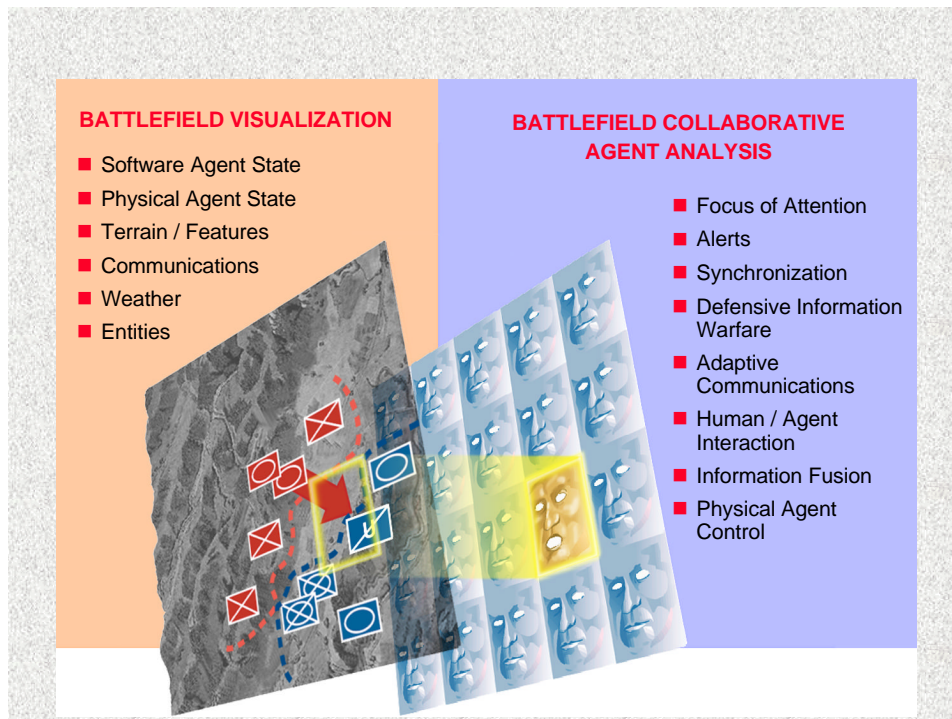 BATTLEFIELD VISUALIZATION
Software Agent State
Physical Agent State
Terrain / Features
Communications
Weather
Entities
BATTLEFIELD COLLABORATIVE
AGENT ANALYSIS
Focus of Attention
Alerts
Synchronization
Defensive Information
Warfare
Adaptive
Communications
Human / Agent
Interaction
Information Fusion
Physical Agent
Control